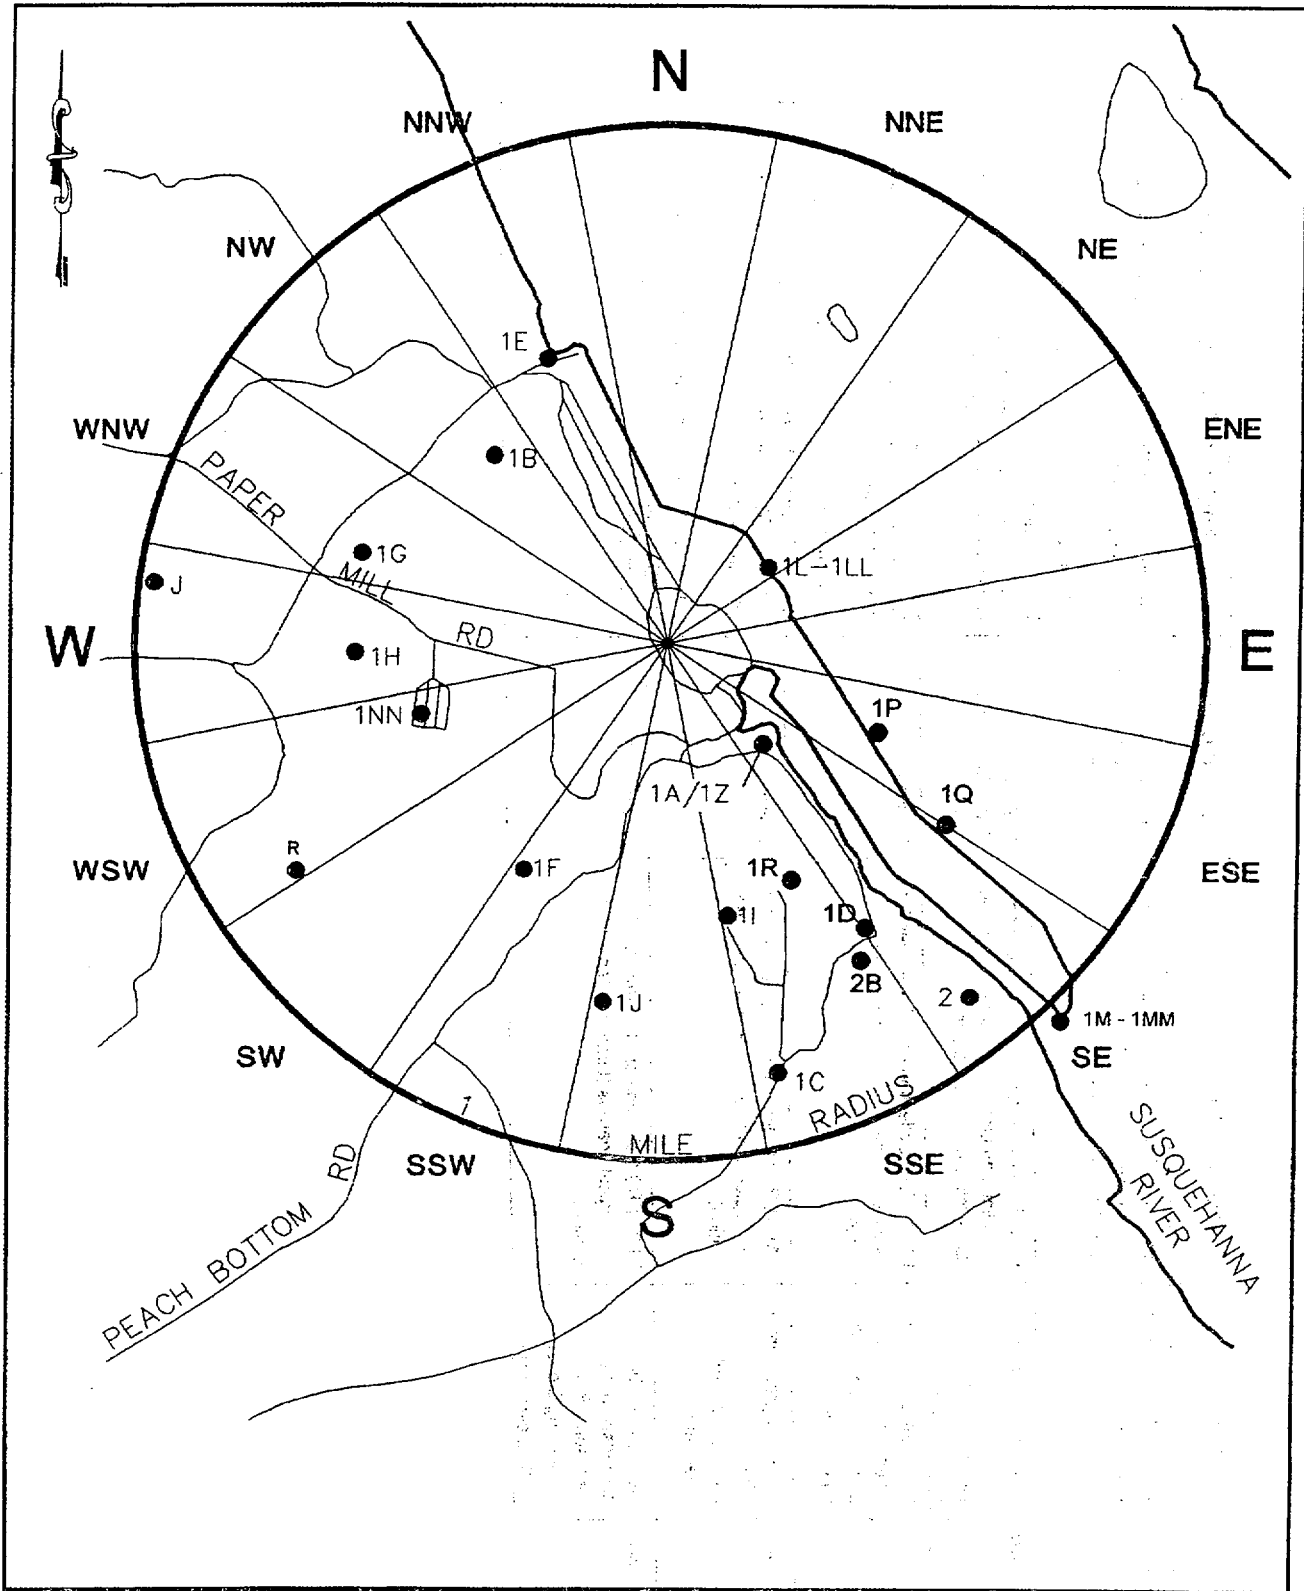 N
NNW
NNE
NW
NE
1E
WNW
ENE
PAPER
1B
1G
1L-1LL
MILL
J
RD
W
E
1H
1NN
1P
1A/1Z
1Q
R
WSW
1F
1R
ESE
1I
1D
2B
2
1J
1M - 1MM
SW
SE
1C
1
MILE
RADIUS
SSW
SSE
S
SUSQUEHANNA
RIVER
PEACH BOTTOM RD